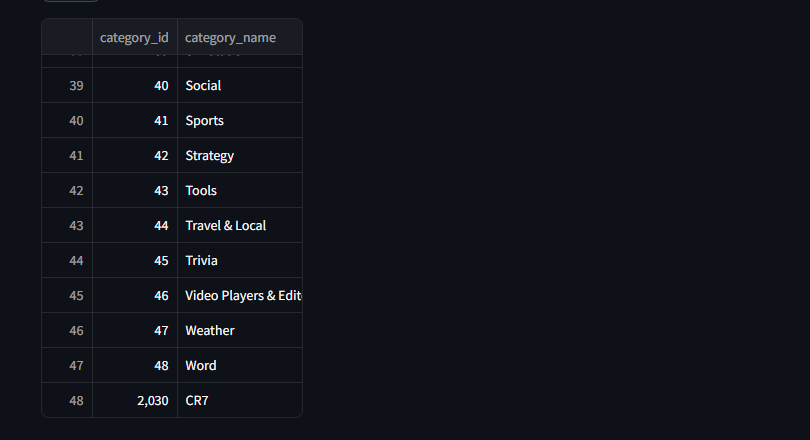 category_id category_name
39 40 Social
40 41 Sports
41 42 Strategy
42 43 Tools
43 44 Travel & Local
44 45 Trivia
45 46 Video Players & Edit
46 47 Weather
47 48 Word
48 2,030 CR7